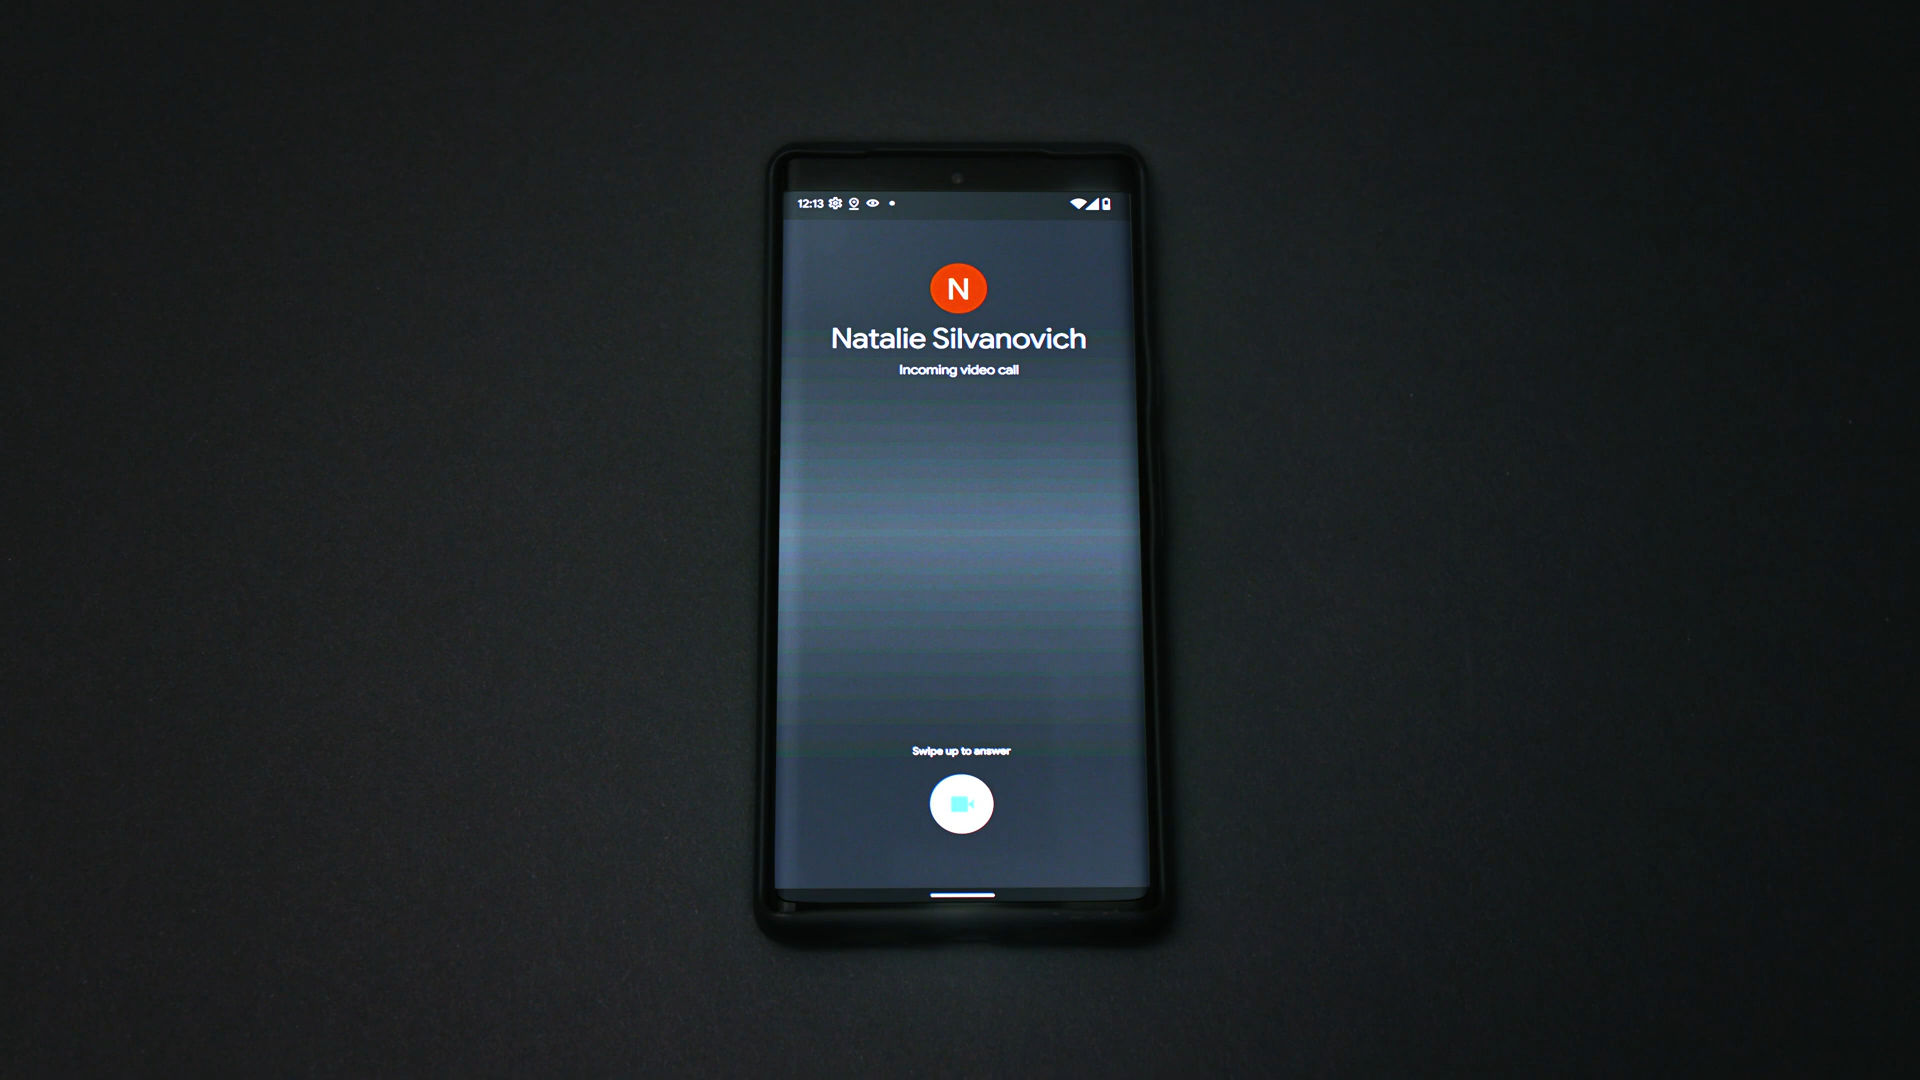 12:13
N
Natalie Silvanovich
Incoming video call
Swipe up to answer